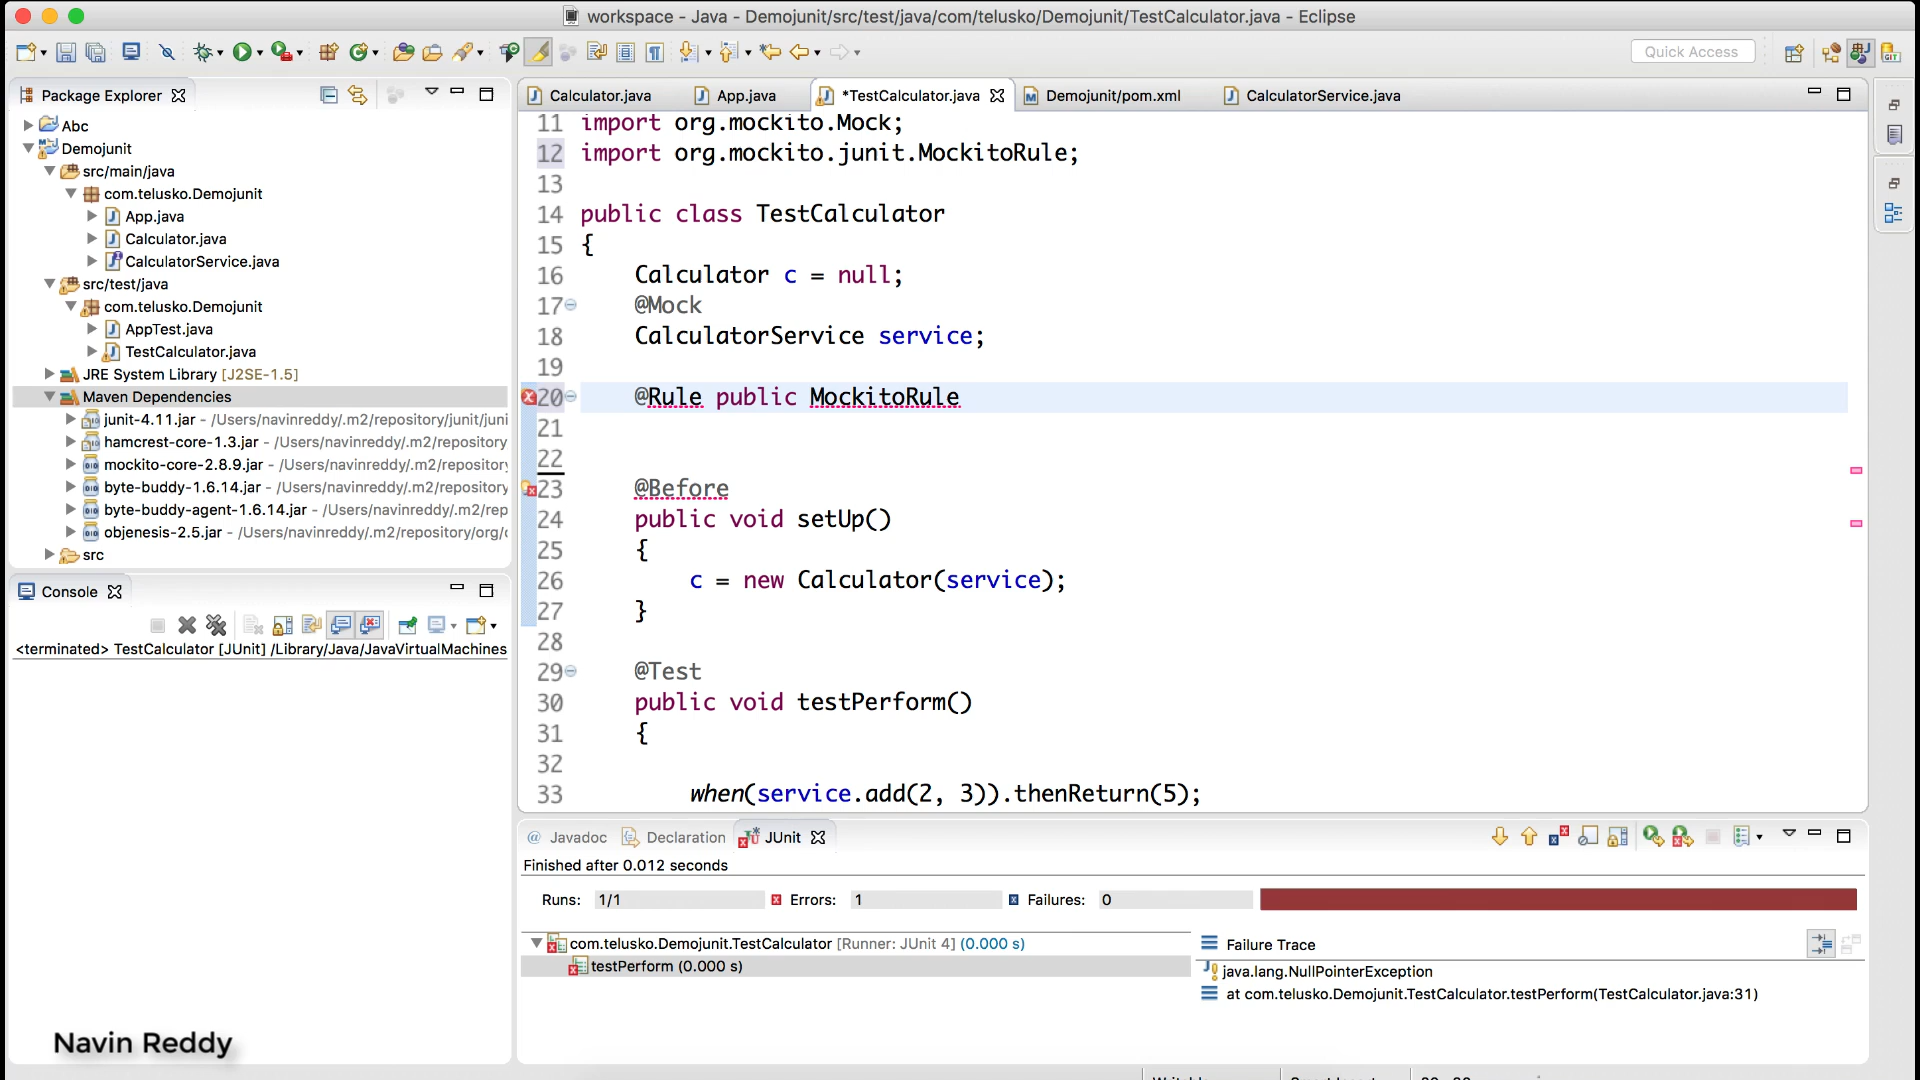 workspace - Java - Demojunit/src/test/java/com/telusko/Demojunit/TestCalculator.java - Eclipse
Quick Access
Package Explorer
Abc
Demojunit
src/main/java
com.telusko.Demojunit
App.java
Calculator.java
CalculatorService.java
src/test/java
com.telusko.Demojunit
AppTest.java
TestCalculator.java
JRE System Library [J2SE-1.5]
Maven Dependencies
junit-4.11.jar - /Users/navinreddy/.m2/repository/junit/juni
hamcrest-core-1.3.jar - /Users/navinreddy/.m2/repository
mockito-core-2.8.9.jar - /Users/navinreddy/.m2/repository
byte-buddy-1.6.14.jar - /Users/navinreddy/.m2/repository
byte-buddy-agent-1.6.14.jar - /Users/navinreddy/.m2/rep
objenesis-2.5.jar - /Users/navinreddy/.m2/repository/org/
src
Console
<terminated> TestCalculator [JUnit] /Library/Java/JavaVirtualMachines
Calculator.java
App.java
*TestCalculator.java
Demojunit/pom.xml
CalculatorService.java
11 import org.mockito.Mock;
12 import org.mockito.junit.MockitoRule;
13
14 public class TestCalculator
15 {
16 Calculator c = null;
17 @Mock
18 CalculatorService service;
19
20 @Rule public MockitoRule
21
22
23 @Before
24 public void setUp()
25 {
26 c = new Calculator(service);
27 }
28
29 @Test
30 public void testPerform()
31 {
32
33 when(service.add(2, 3)).thenReturn(5);
@ Javadoc
Declaration
JUnit
Finished after 0.012 seconds
Runs: 1/1 Errors: 1 Failures: 0
com.telusko.Demojunit.TestCalculator [Runner: JUnit 4] (0.000 s)
testPerform (0.000 s)
Failure Trace
java.lang.NullPointerException
at com.telusko.Demojunit.TestCalculator.testPerform(TestCalculator.java:31)
Navin Reddy